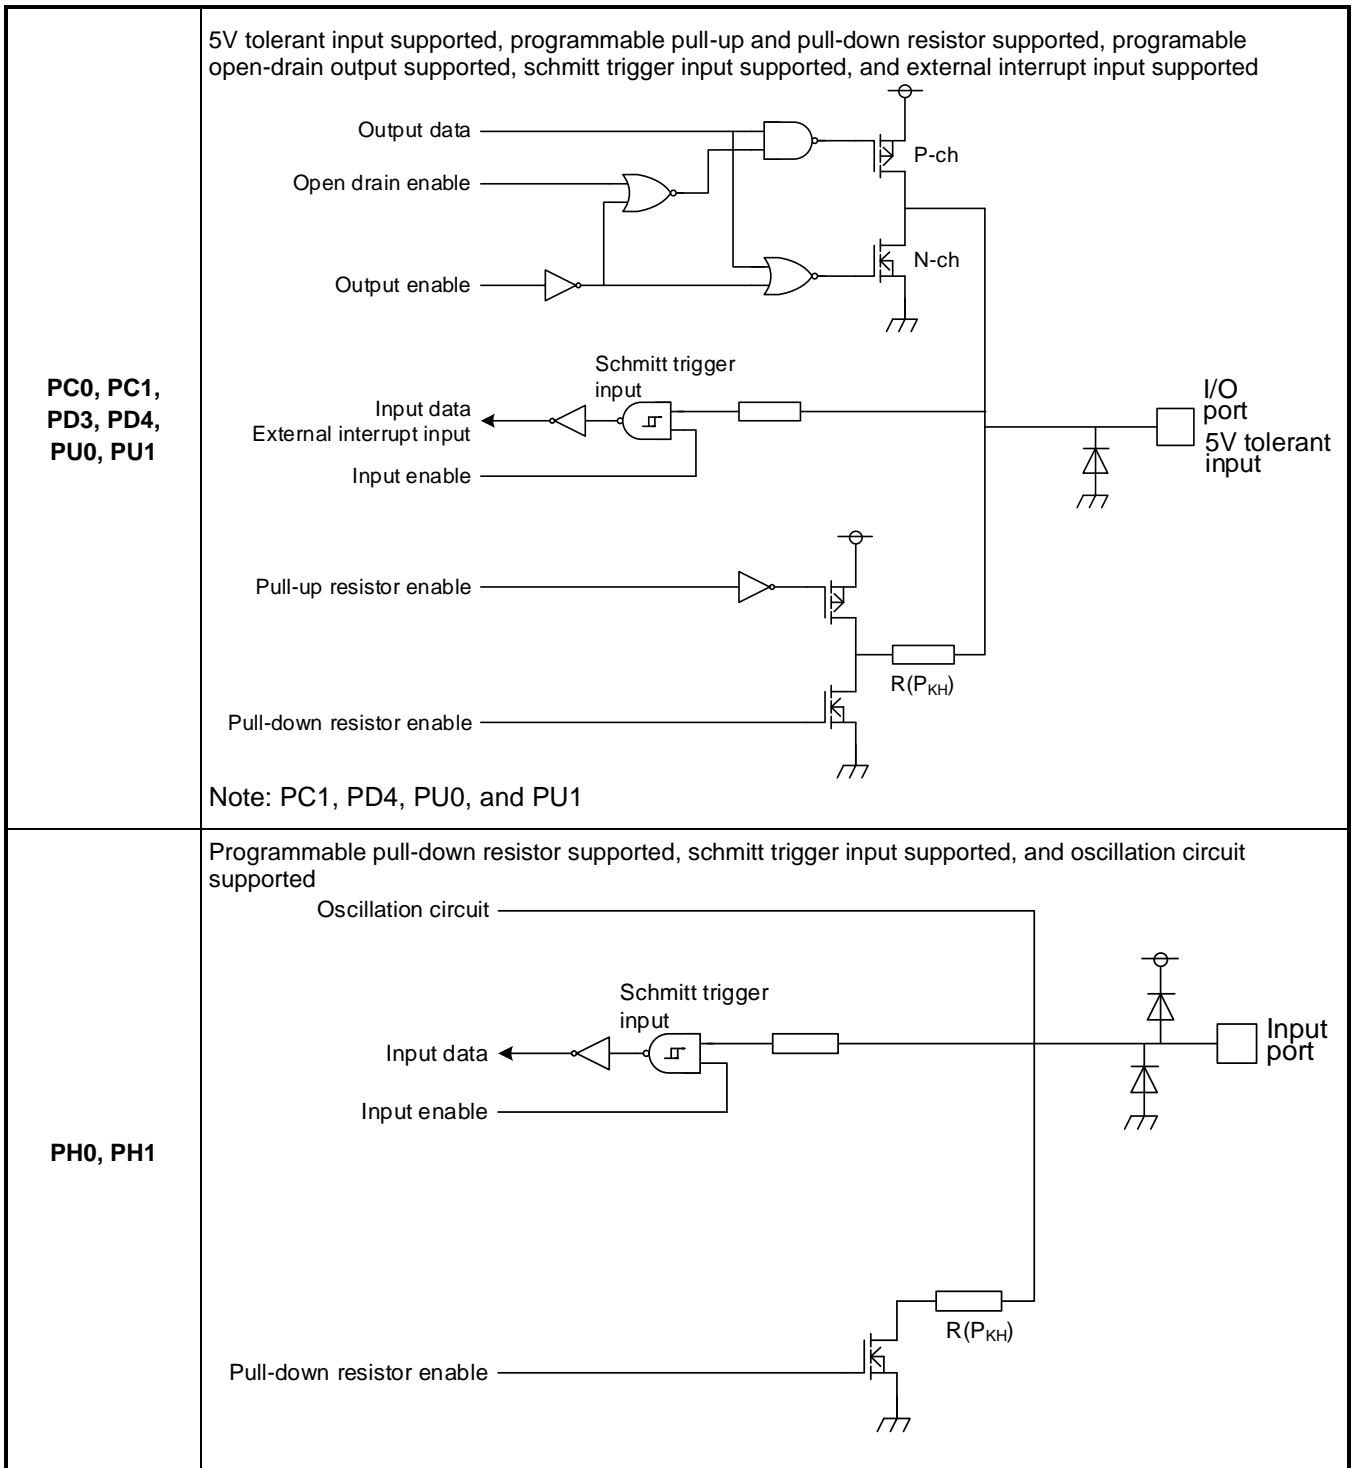 5V tolerant input supported, programmable pull-up and pull-down resistor supported, programable
open-drain output supported, schmitt trigger input supported, and external interrupt input supported
Output data
P-ch
Open drain enable
N-ch
Output enable
PC0, PC1,
PD3, PD4,
PU0, PU1
Schmitt trigger
input
Input data
External interrupt input
Input enable
I/O
port
5V tolerant
input
Pull-up resistor enable
R(PKH)
Pull-down resistor enable
Note: PC1, PD4, PU0, and PU1
Programmable pull-down resistor supported, schmitt trigger input supported, and oscillation circuit
supported
Oscillation circuit
Schmitt trigger
input
Input data
Input enable
Input
port
PH0, PH1
R(PKH)
Pull-down resistor enable